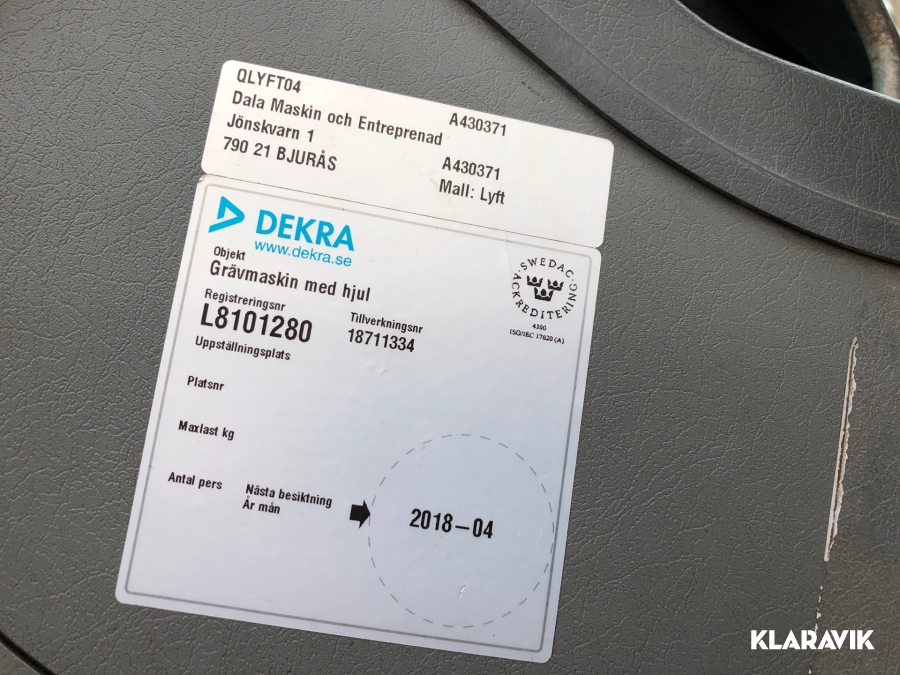 QLYFT04
Dala Maskin och Entreprenad A430371
Jönskvarn 1
790 21 BJURÅS A430371
Mall: Lyft
DEKRA
www.dekra.se
SWEDAC ACKREDITERING
4380
ISO/IEC 17020 (A)
Objekt
Grävmaskin med hjul
Registreringsnr Tillverkningsnr
L8101280 18711334
Uppställningsplats
Platsnr
Maxlast kg
Antal pers
Nästa besiktning
År mån
2018-04
KLARAVIK